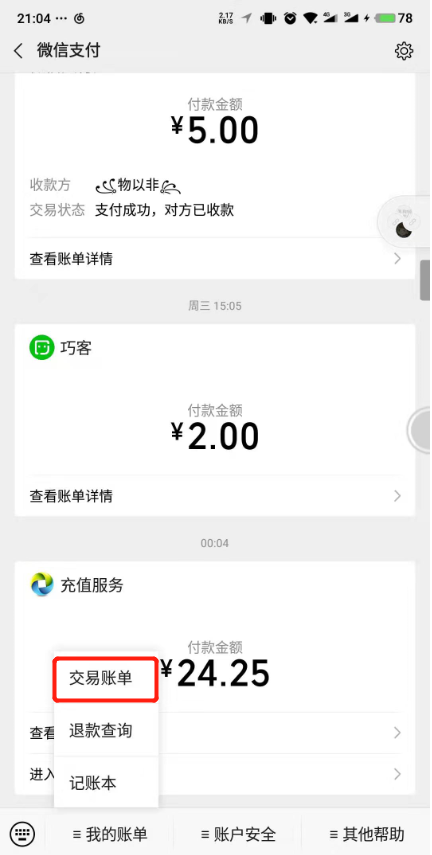 21:04 ··· 2.17 KB/S 4G 3G 78
微信支付
付款金额
¥5.00
收款方 物以非
交易状态 支付成功，对方已收款
查看账单详情
周三 15:05
巧客
付款金额
¥2.00
查看账单详情
00:04
充值服务
付款金额
¥24.25
交易账单
退款查询
查看
进入
记账本
我的账单 账户安全 其他帮助